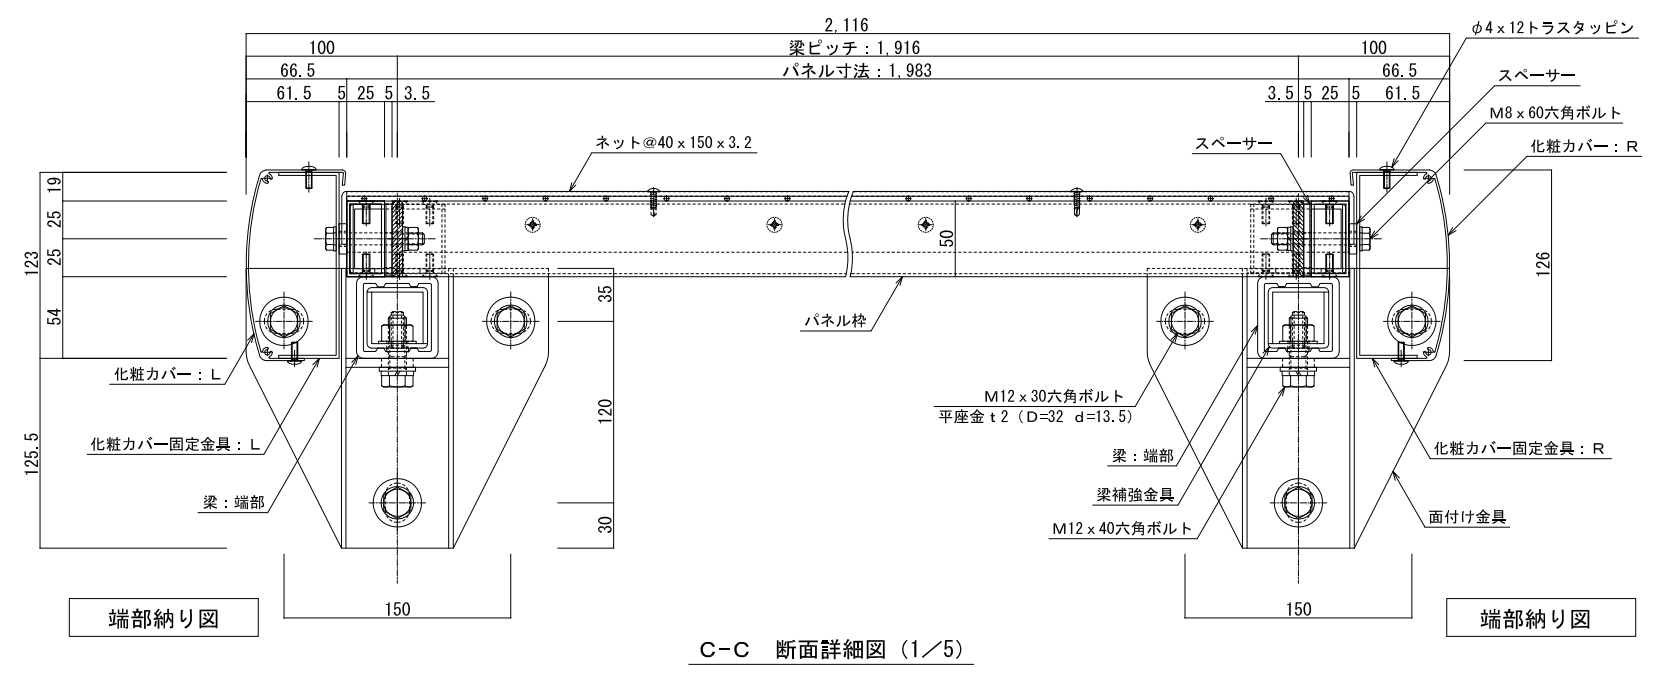 2,116
φ4x12トラスタッピン
100
梁ピッチ：1,916
100
66.5
パネル寸法：1,983
66.5
スペーサー
61.5
5
25
5
3.5
3.5
5
25
5
61.5
M8x60六角ボルト
ネット@40x150x3.2
スペーサー
化粧カバー：R
19
25
25
54
123
125.5
50
126
35
120
30
パネル枠
化粧カバー：L
M12x30六角ボルト
平座金t2（D=32 d=13.5）
化粧カバー固定金具：L
梁：端部
化粧カバー固定金具：R
梁：端部
梁補強金具
M12x40六角ボルト
面付け金具
150
150
端部納り図
端部納り図
C-C 断面詳細図（1／5）